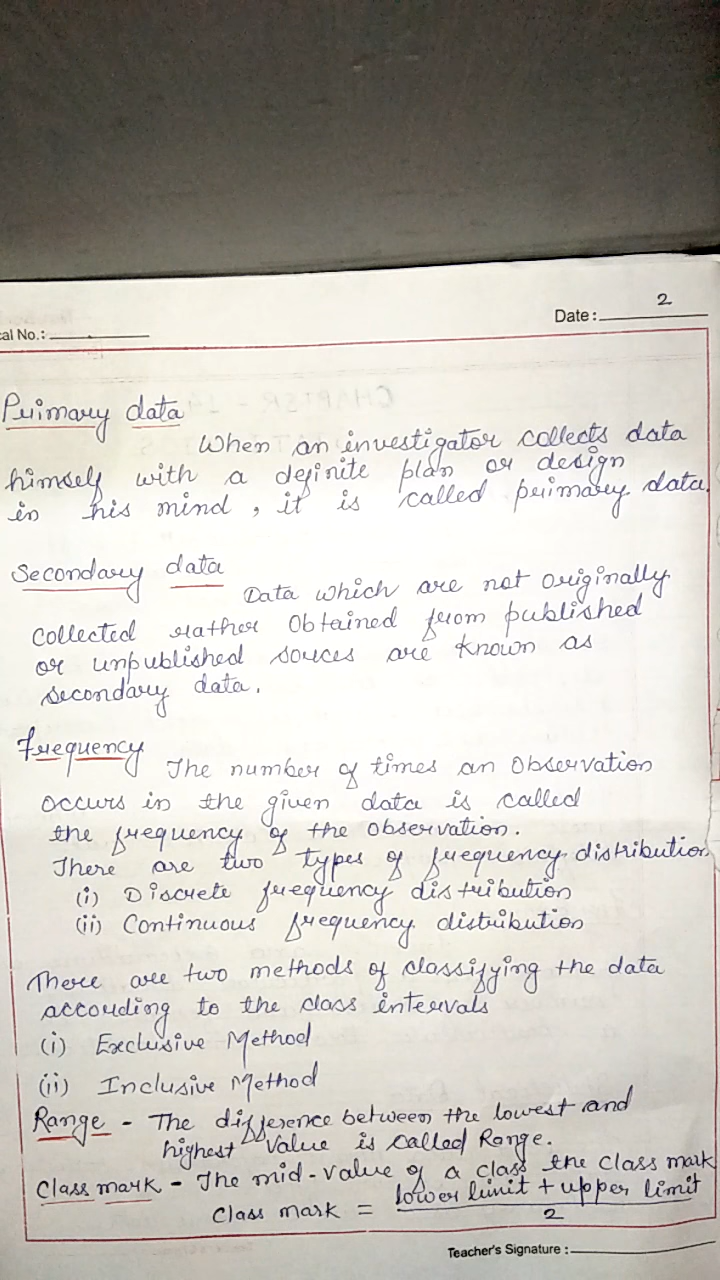 cal No.:
Date: 2
Primary data
When an investigator collects data
himself with a definite plan or design
in his mind, it is called primary data.
Secondary data
Data which are not originally
collected rather obtained from published
or unpublished souces are known as
secondary data.
Frequency
The number of times an observation
occurs in the given data is called
the frequency of the observation.
There are two types of frequency distribution
(i) Discrete frequency distribution
(ii) Continuous frequency distribution
There are two methods of classifying the data
according to the class intervals
(i) Exclusive Method
(ii) Inclusive Method
Range - The difference between the lowest and
highest value is called Range.
Class mark - The mid-value of a class the class mark
Class mark = lower limit + upper limit
2
Teacher's Signature :